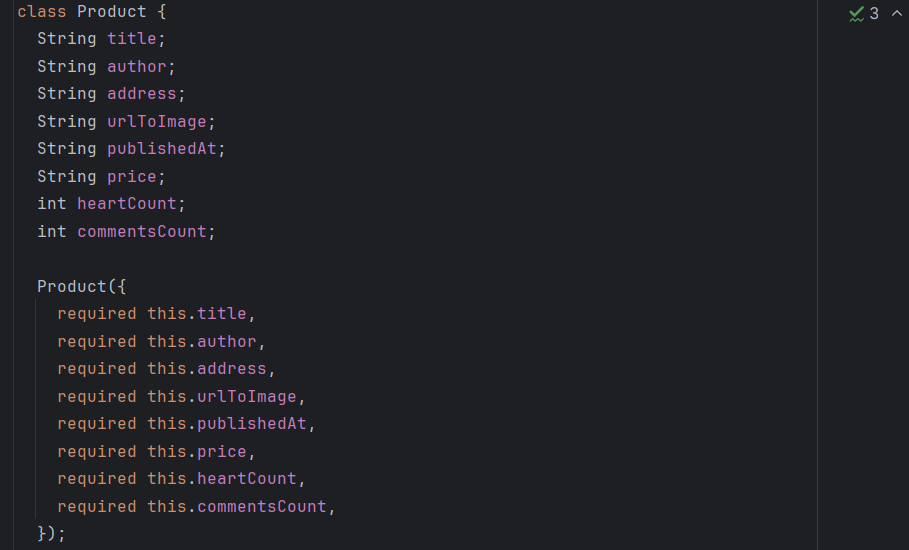 class Product {
  String title;
  String author;
  String address;
  String urlToImage;
  String publishedAt;
  String price;
  int heartCount;
  int commentsCount;

  Product({
    required this.title,
    required this.author,
    required this.address,
    required this.urlToImage,
    required this.publishedAt,
    required this.price,
    required this.heartCount,
    required this.commentsCount,
  });
3